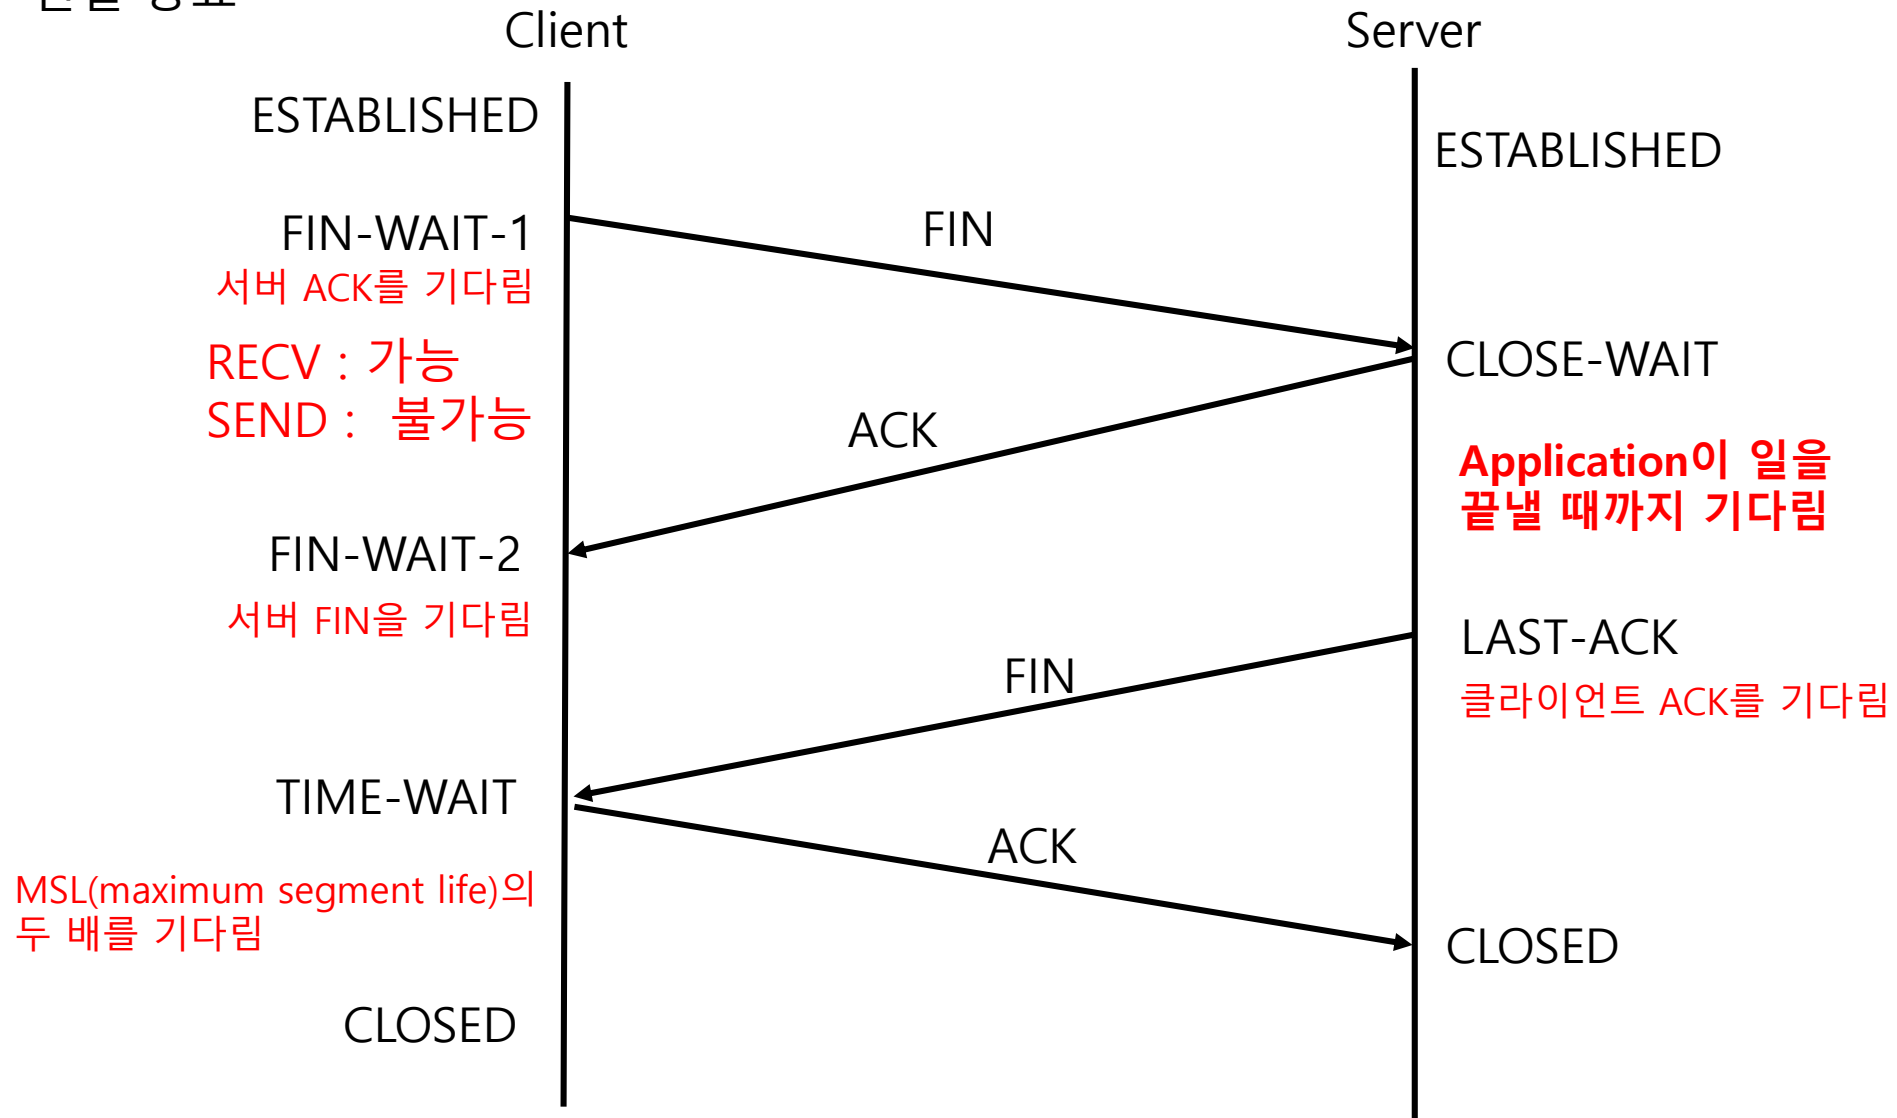 Client
Server
ESTABLISHED
ESTABLISHED
FIN-WAIT-1
FIN
서버 ACK를 기다림
RECV : 가능
SEND : 불가능
CLOSE-WAIT
ACK
Application이 일을
끝낼 때까지 기다림
FIN-WAIT-2
서버 FIN을 기다림
LAST-ACK
FIN
클라이언트 ACK를 기다림
TIME-WAIT
ACK
MSL(maximum segment life)의
두 배를 기다림
CLOSED
CLOSED